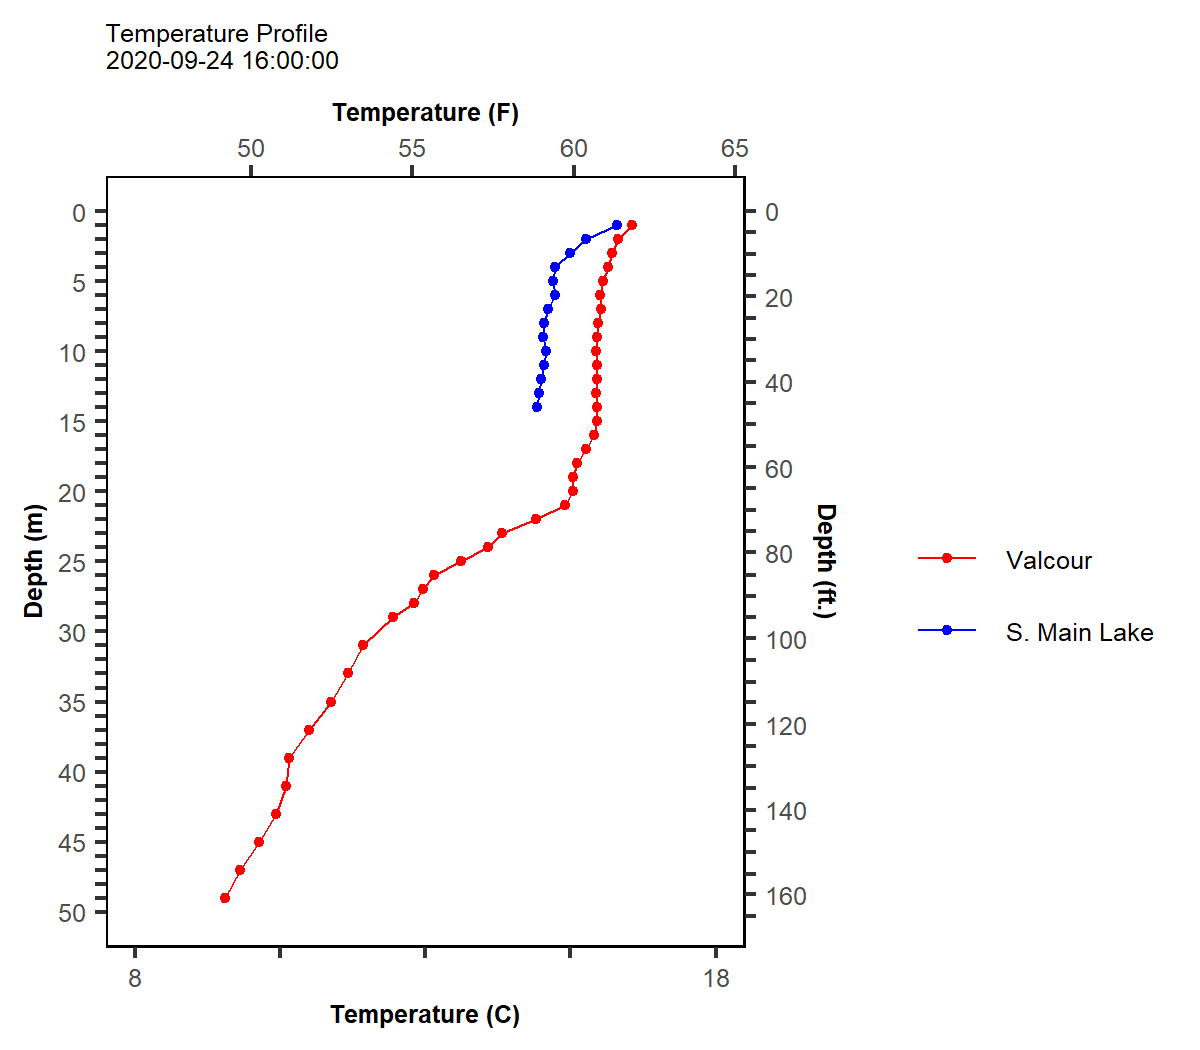 Temperature Profile
2020-09-24 16:00:00
Temperature (F)
50 55 60 65
0
5
10
15
20
25
30
35
40
45
50
Depth (m)
0
20
40
60
80
100
120
140
160
Depth (ft.)
Valcour
S. Main Lake
8 18
Temperature (C)